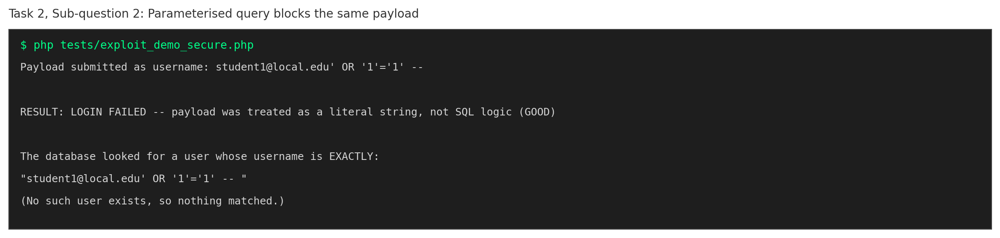 Task 2, Sub-question 2: Parameterised query blocks the same payload
$ php tests/exploit_demo_secure.php
Payload submitted as username: student1@local.edu' OR '1'='1' --
RESULT: LOGIN FAILED -- payload was treated as a literal string, not SQL logic (GOOD)
The database looked for a user whose username is EXACTLY:
"student1@local.edu' OR '1'='1' -- "
(No such user exists, so nothing matched.)